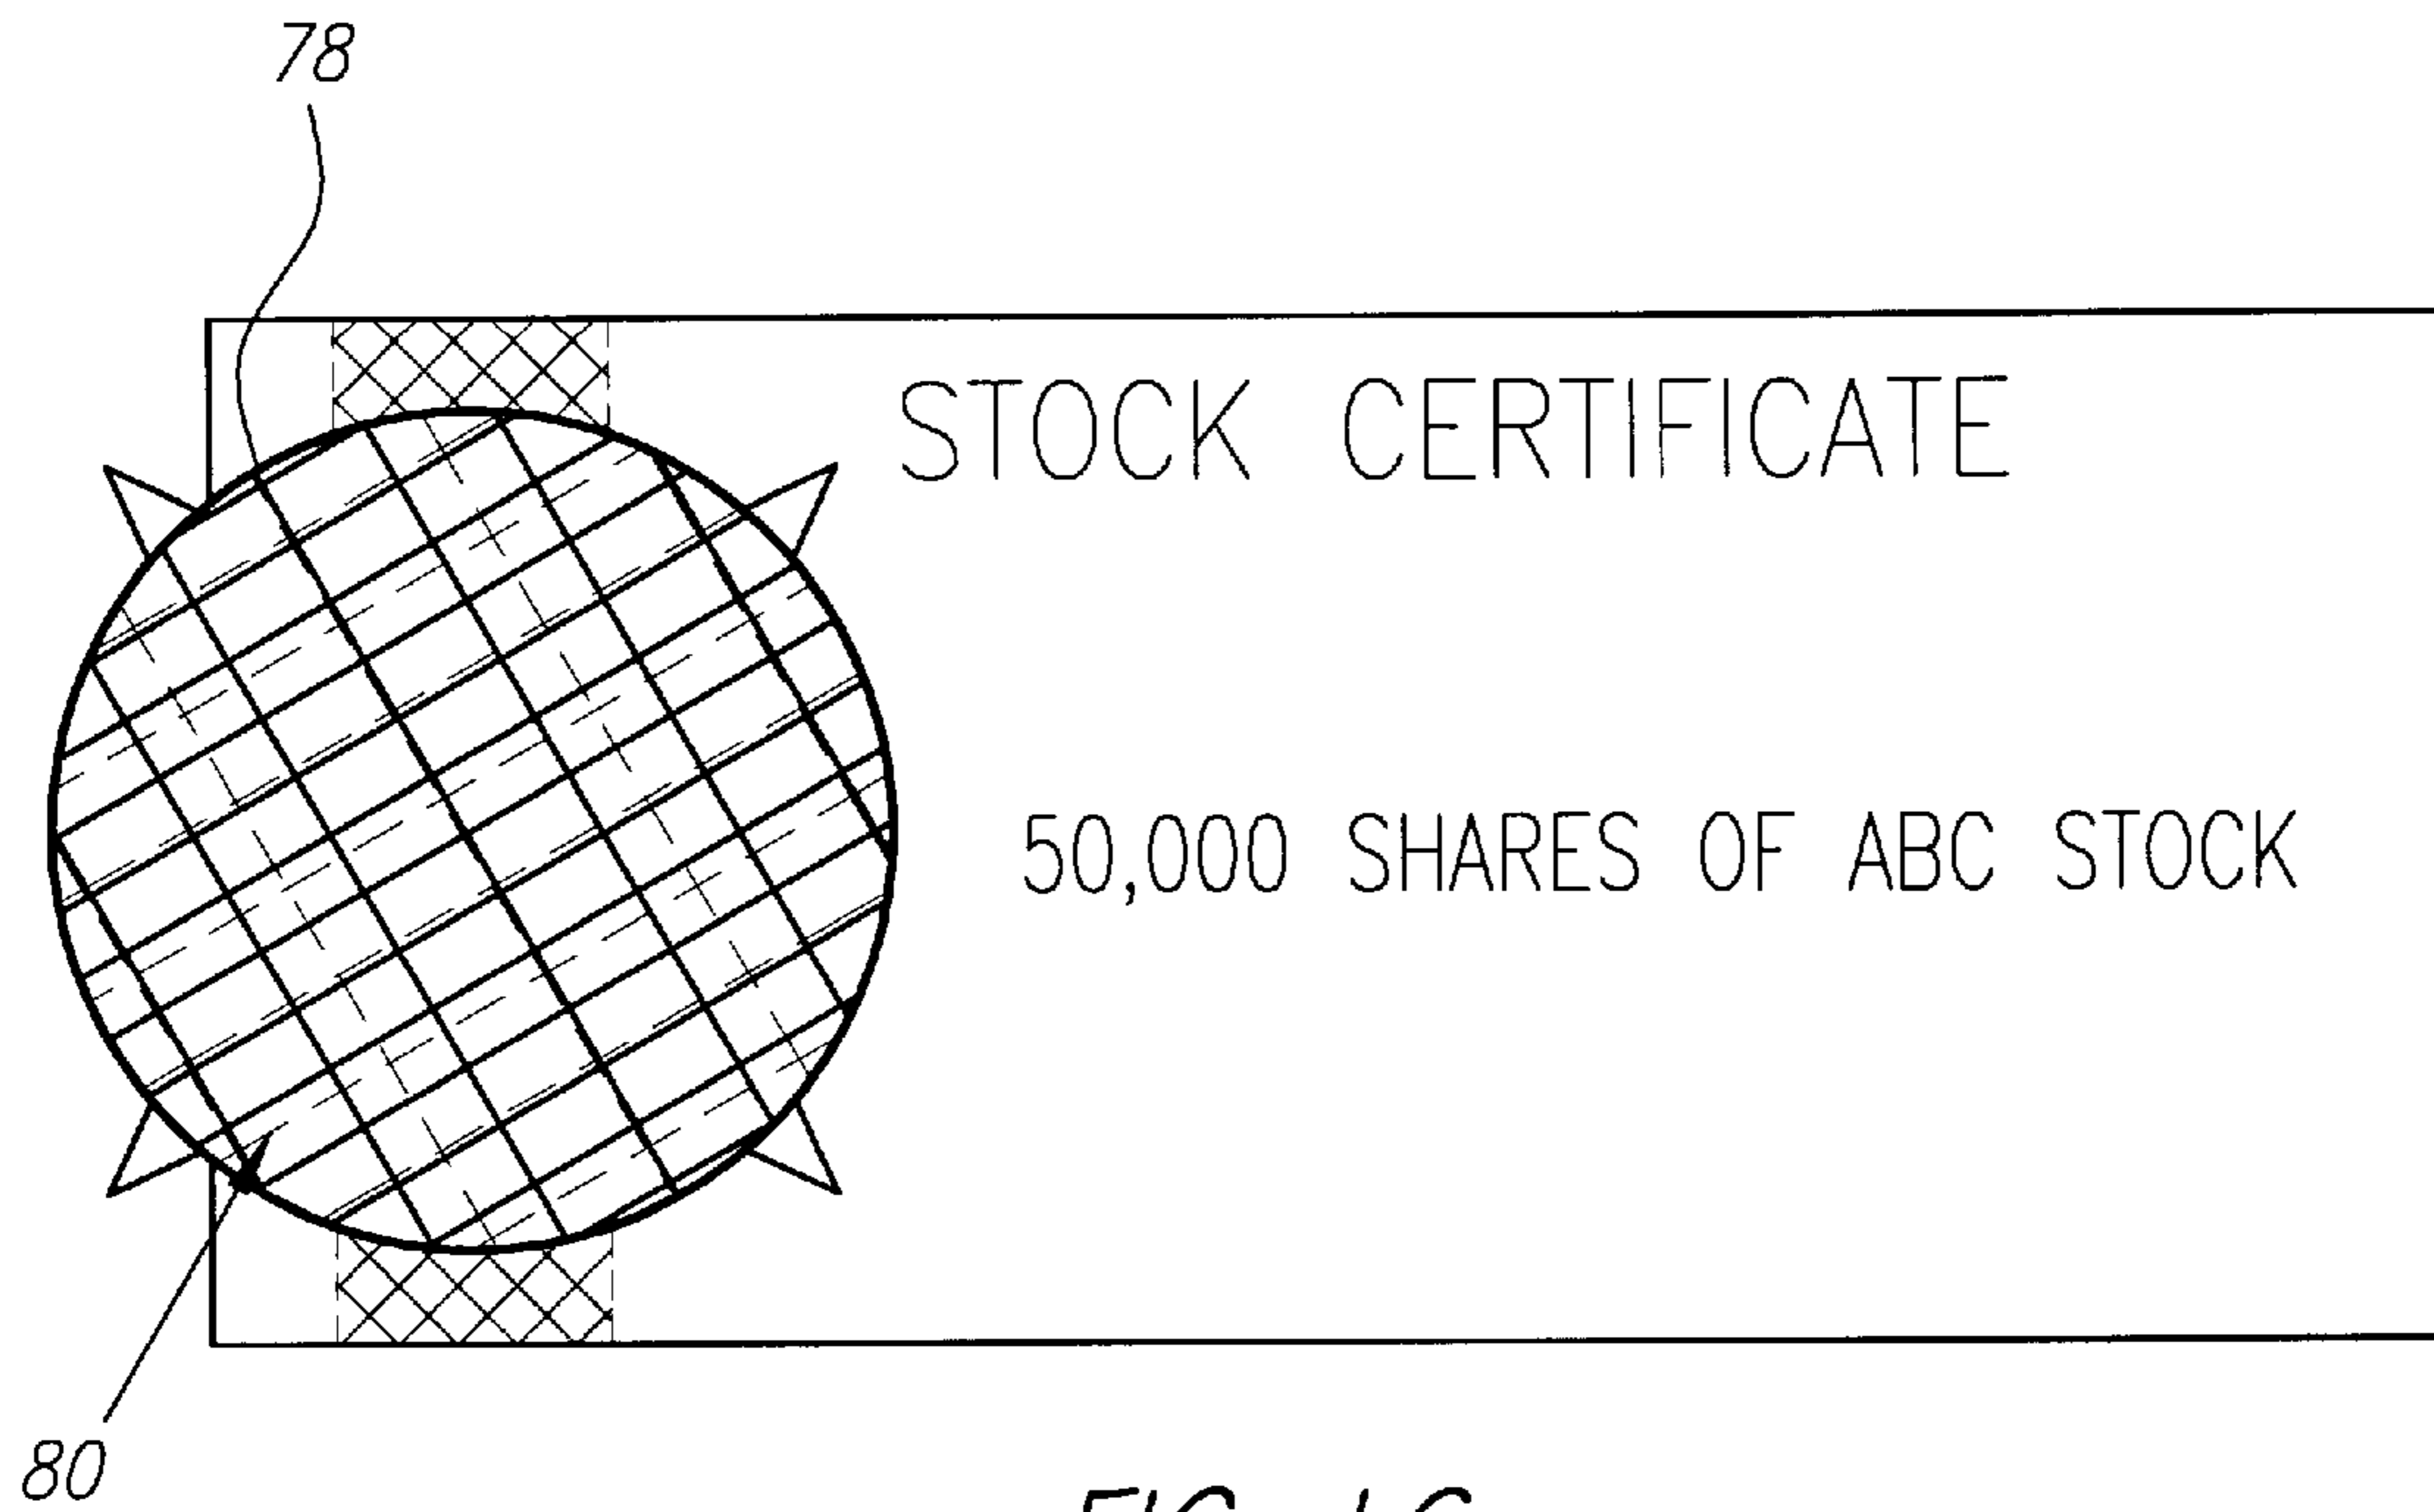 78
STOCK CERTIFICATE
50,000 SHARES OF ABC STOCK
80